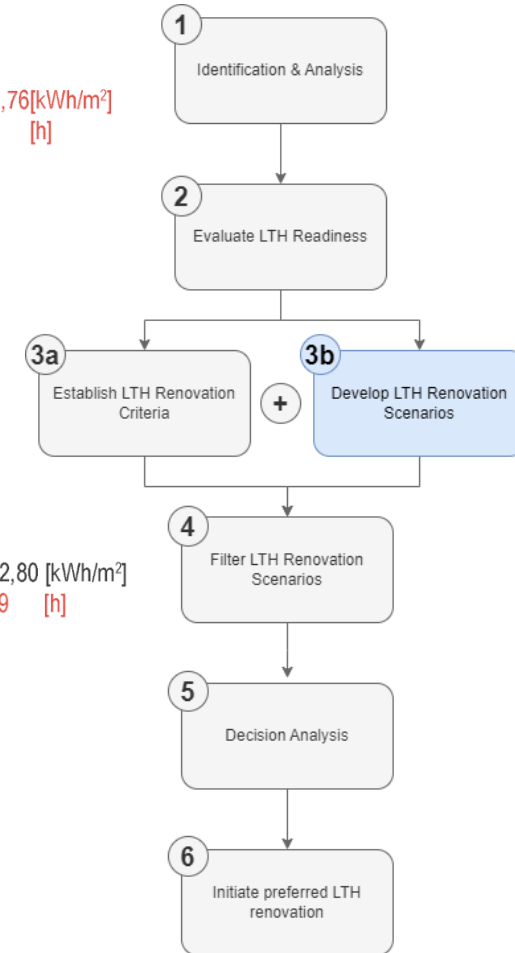 1
Identification & Analysis
,76[kWh/m²]
[h]
2
Evaluate LTH Readiness
3a
Establish LTH Renovation
Criteria
+
3b
Develop LTH Renovation
Scenarios
4
Filter LTH Renovation
Scenarios
2,80 [kWh/m²]
9 [h]
5
Decision Analysis
6
Initiate preferred LTH
renovation